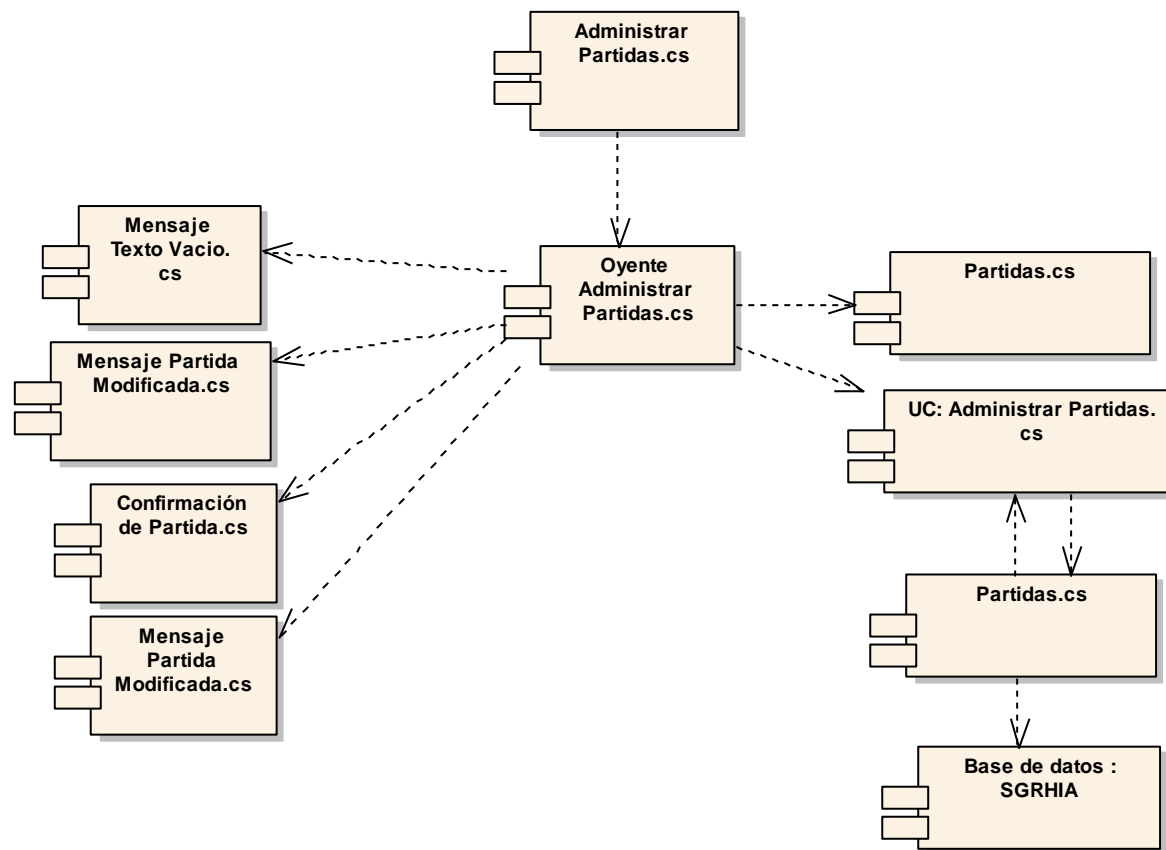 Administrar
Partidas.cs
Mensaje
Texto Vacio.
cs
Oyente
Administrar
Partidas.cs
Partidas.cs
Mensaje Partida
Modificada.cs
UC: Administrar Partidas.
cs
Confirmación
de Partida.cs
Partidas.cs
Mensaje
Partida
Modificada.cs
Base de datos :
SGRHIA